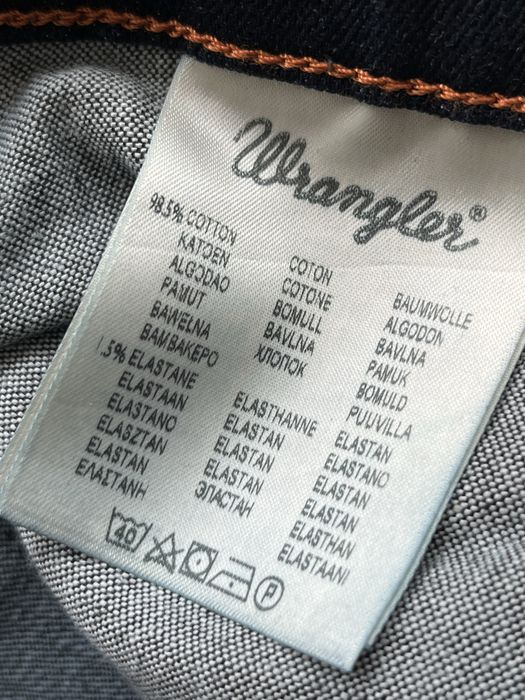 Wrangler®
98.5% COTTON COTON BAUMWOLLE
KATOEN COTONE ALGODON
ALGODAO BOMULL BAVLNA
PAMUT BAVLNA PAMUK
BAWEŁNA ХЛОПОК BOMULD
ΒΑΜΒΑΚΕΡΟ PUUVILLA
1.5% ELASTANE ELASTHANNE ELASTAN
ELASTAAN ELASTAN ELASTANO
ELASTANO ELASTAN ELASTAN
ELASZTAN ELASTAN ELASTAN
ELASTAN ЭЛАСТАН ELASTHAN
ΕΛΑΣΤΑΝΗ ELASTAANI
40 P